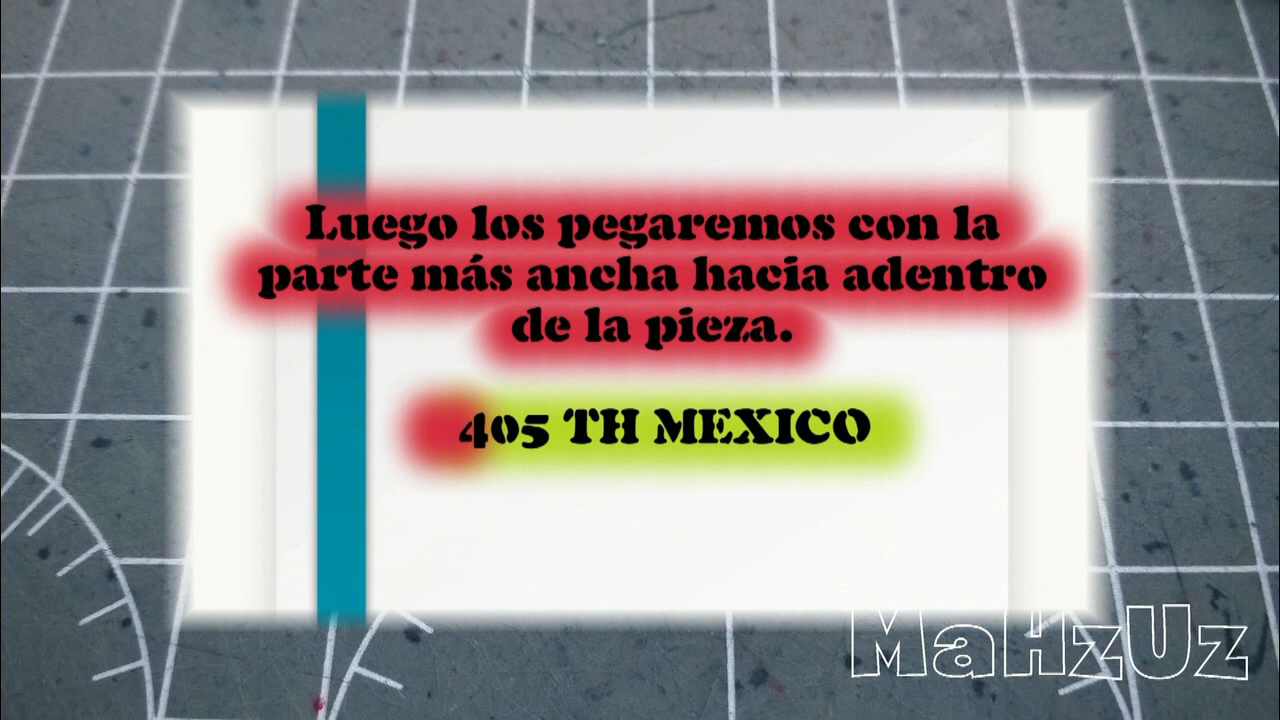 Luego los pegaremos con la
parte más ancha hacia adentro
de la pieza.
405 TH MEXICO
MaHzUz